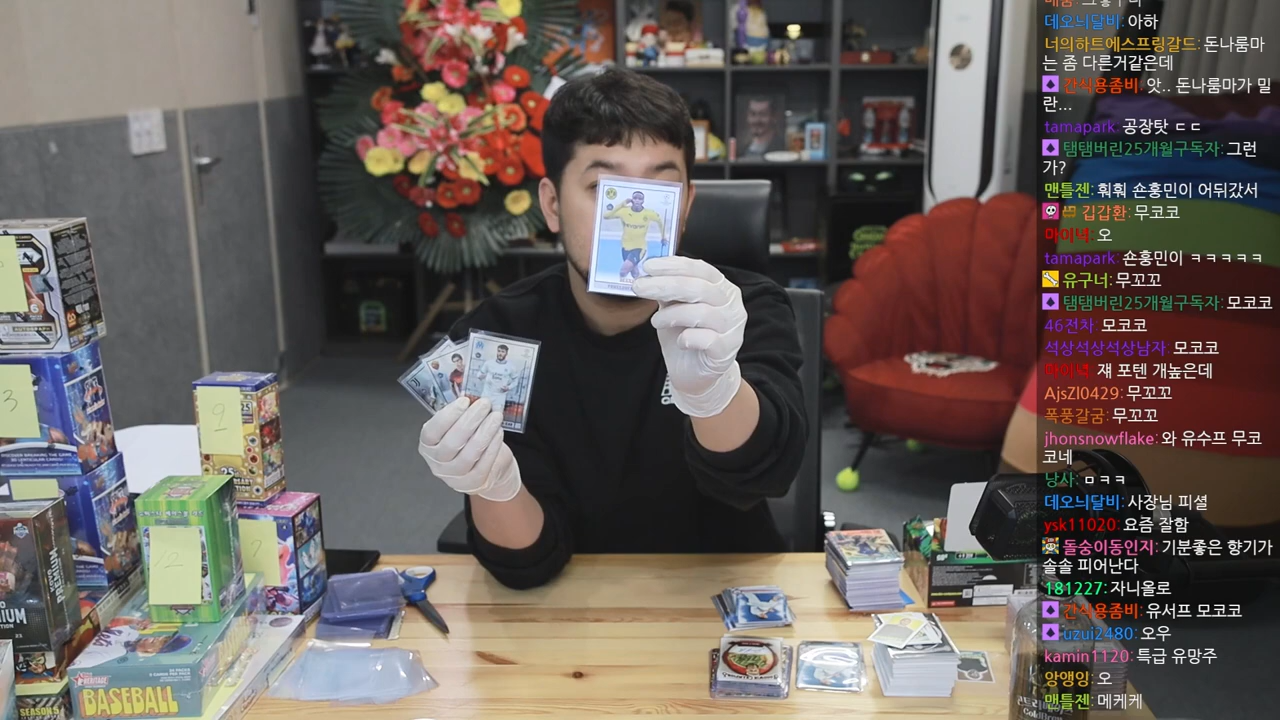 데오늬달비: 아하
너의하트에스프링갈드: 돈나룸마
는 좀 다른거같은데
간식용좀비: 앗.. 돈나룸마가 밀
란...
tamapark: 공장탓 ㄷㄷ
탬탬버린25개월구독자: 그런
가?
맨틀젠: 훠훠 숀홍민이 어뒤갔서
깁갑환: 무코코
마이녁: 오
tamapark: 숀홍민이 ㅋㅋㅋㅋㅋ
유구너: 무꼬꼬
탬탬버린25개월구독자: 모코코
46전차: 모코코
석상석상석상남자: 모코코
마이녁: 쟤 포텐 개높은데
AjsZl0429: 무꼬꼬
폭풍갈굼: 무꼬꼬
jhonsnowflake: 와 유수프 무코
코네
낭사: ㅁㅋㅋ
데오늬달비: 사장님 피셜
ysk11020: 요즘 잘함
돌숭이동인지: 기분좋은 향기가
솔솔 피어난다
181227: 자니올로
간식용좀비: 유서프 모코코
uzui2480: 오우
kamin1120: 특급 유망주
앙앵잉: 오
맨틀젠: 메케케
3
9
12
7
HERITAGE
BASEBALL